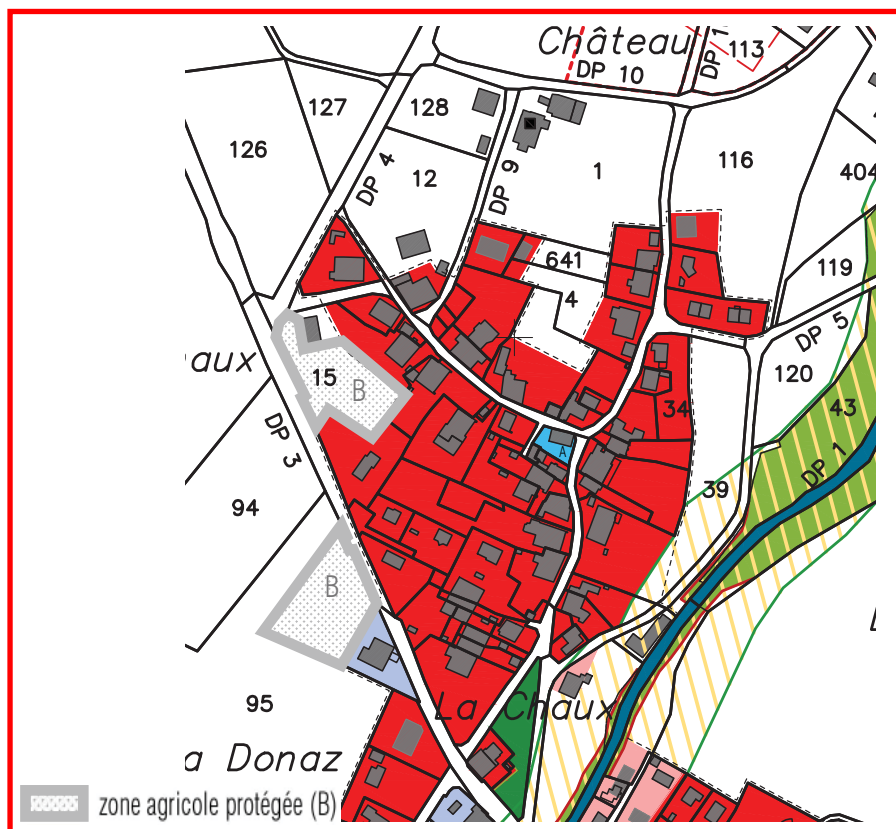 Château
113
DP 10
DP 1
127
128
126
DP 4
12
DP 9
1
116
404
641
4
119
DP 5
aux
15
B
120
34
43
DP 3
A
DP 1
39
94
B
95
La Chaux
a Donaz
zone agricole protégée (B)